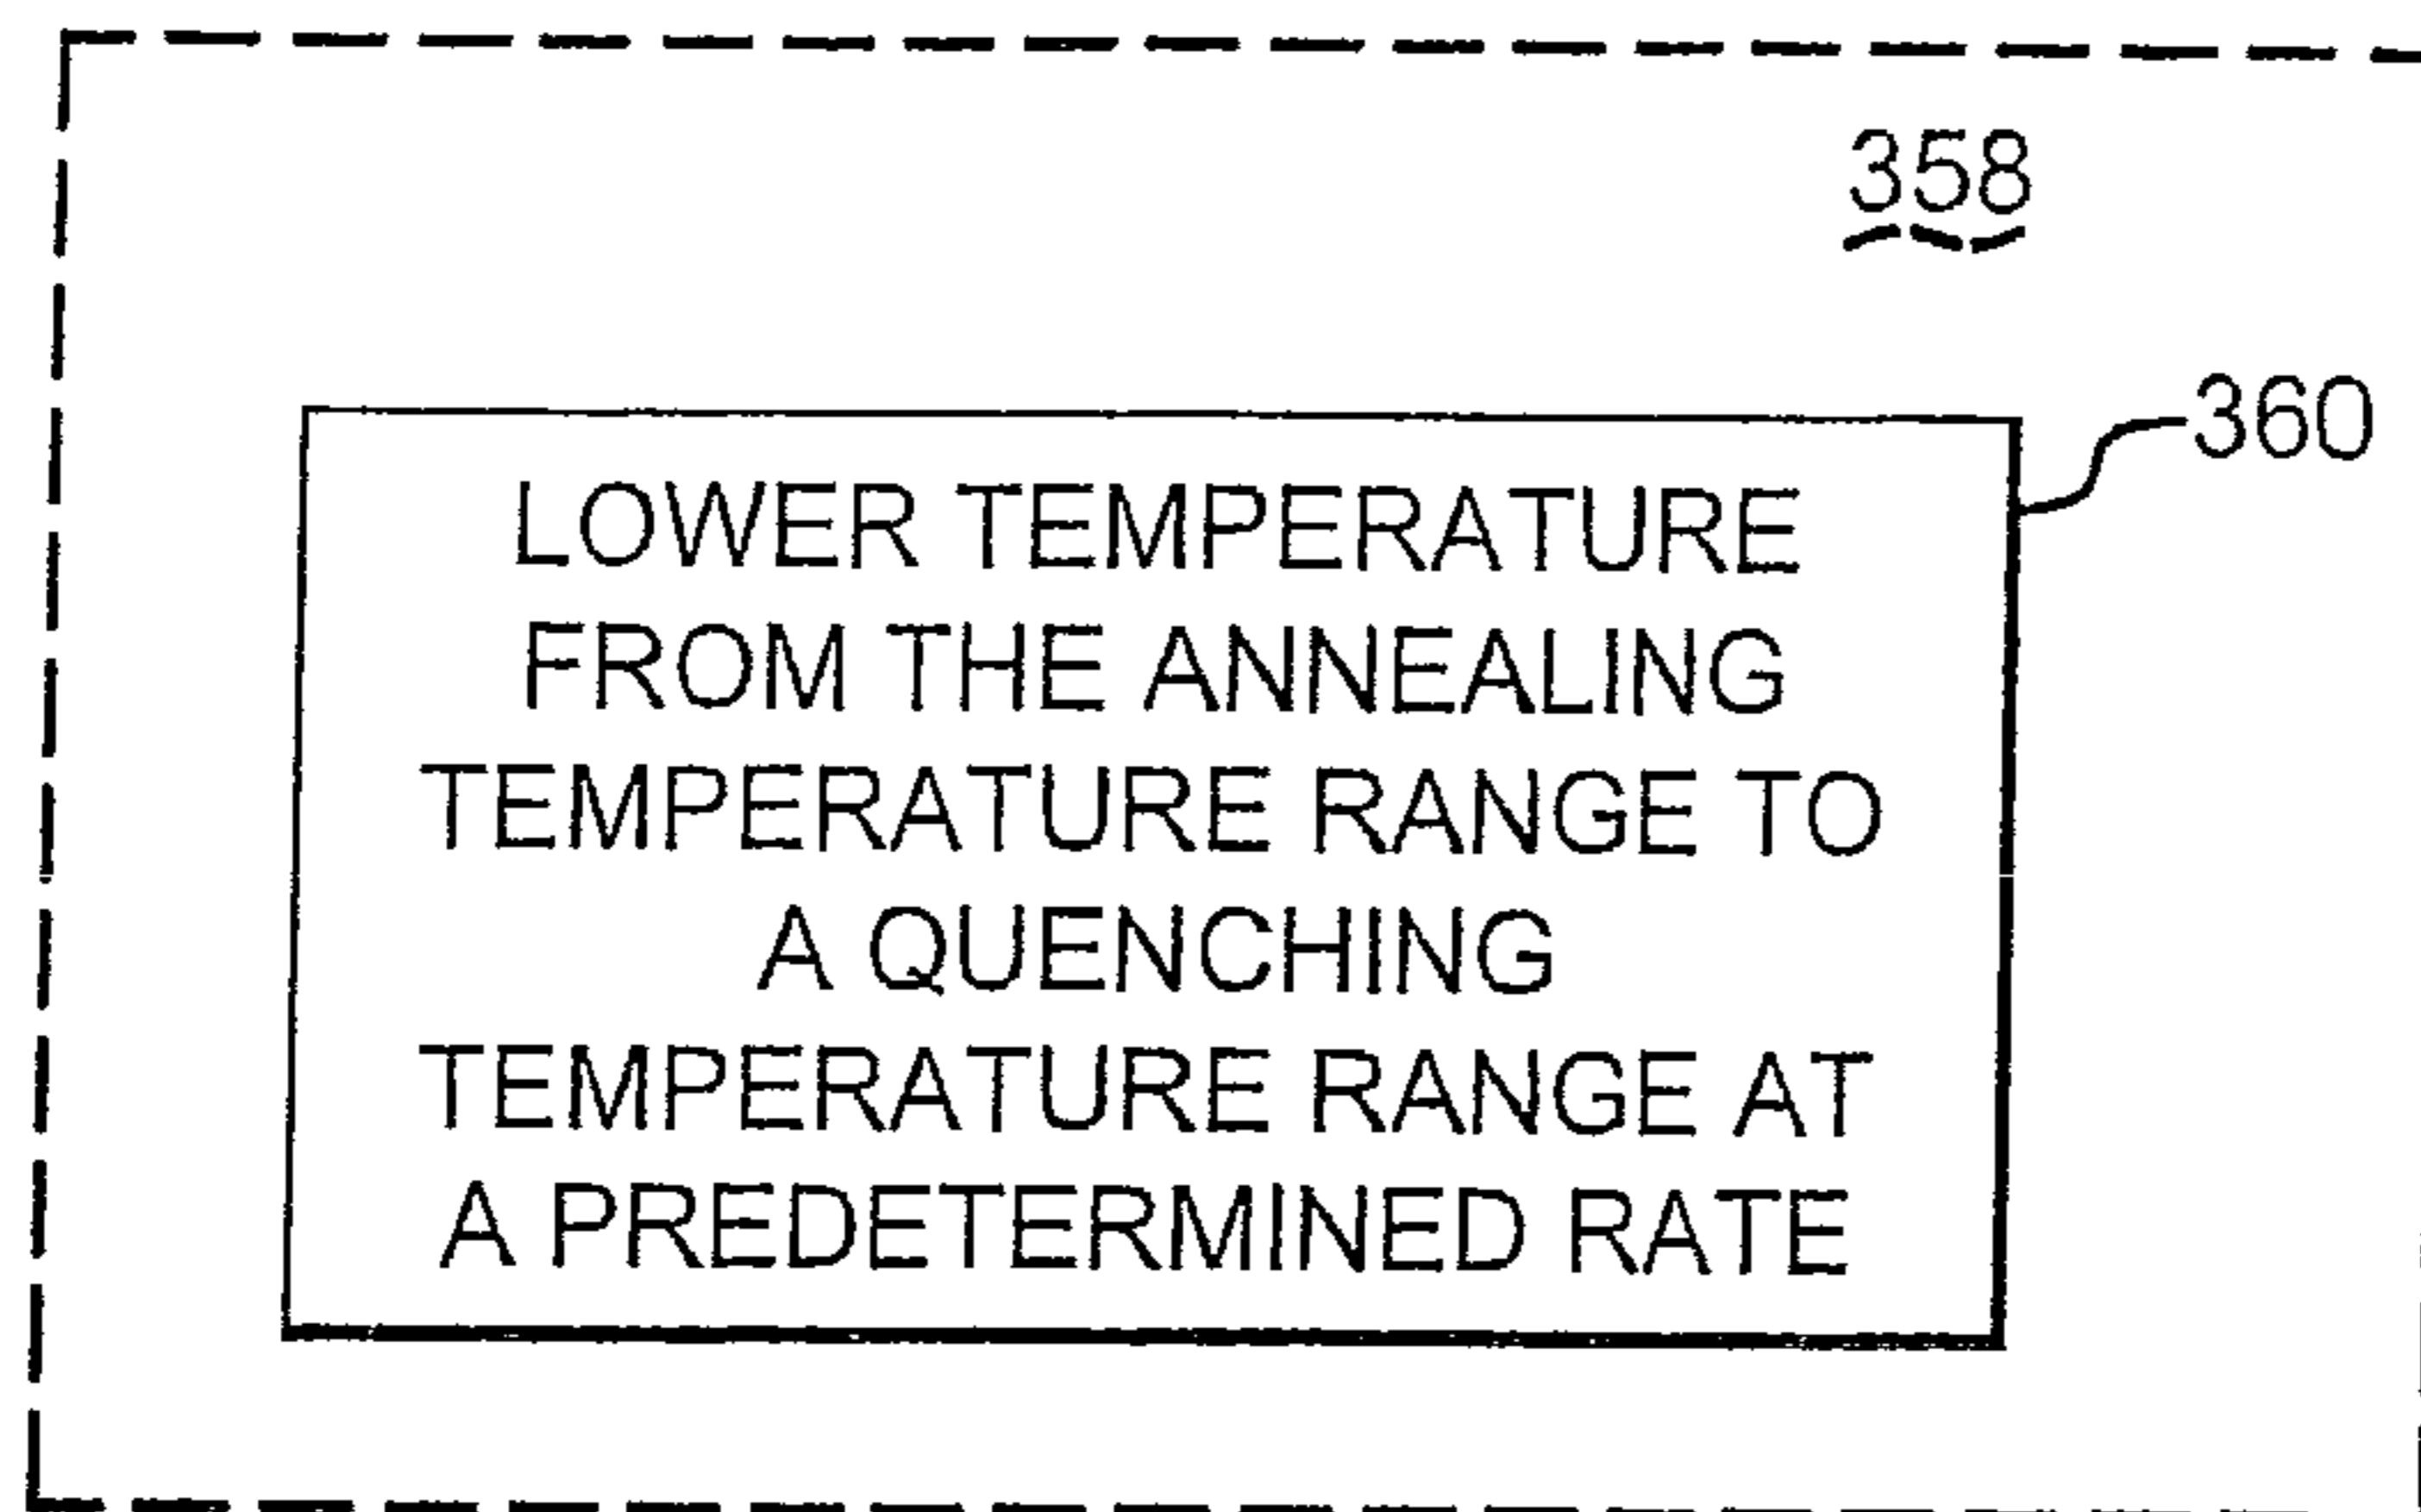 358
360
LOWER TEMPERATURE
FROM THE ANNEALING
TEMPERATURE RANGE TO
A QUENCHING
TEMPERATURE RANGE AT
A PREDETERMINED RATE